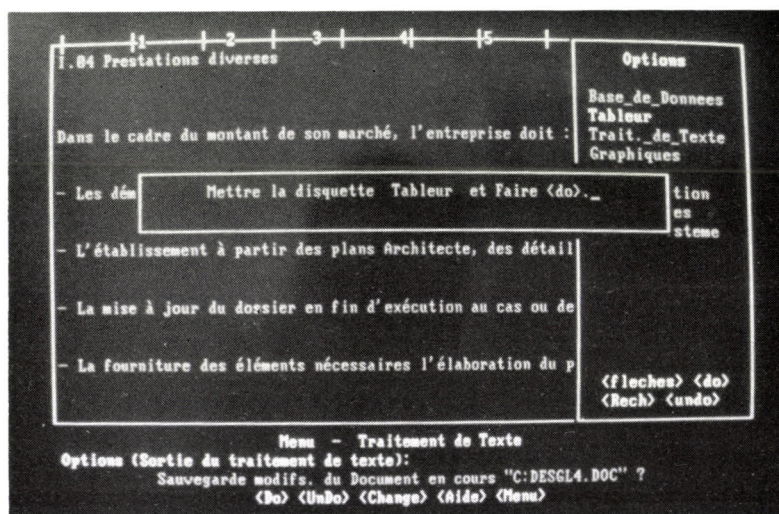 1 2 3 4 5
1.04 Prestations diverses
Dans le cadre du montant de son marché, l'entreprise doit :
- Les dém
- L'établissement à partir des plans Architecte, des détail
- La mise à jour du dorsier en fin d'exécution au cas ou de
- La fourniture des éléments nécessaires l'élaboration du p
Mettre la disquette Tableur et Faire <do>._
Options
Base_de_Donnees
Tableur
Trait._de_Texte
Graphiques
tion
es
steme
<fleches> <do>
<Rech> <undo>
Menu - Traitement de Texte
Options (Sortie du traitement de texte):
Sauvegarde modifs. du Document en cours "C:DESGL4.DOC" ?
<Do> <UnDo> <Change> <Aide> <Menu>